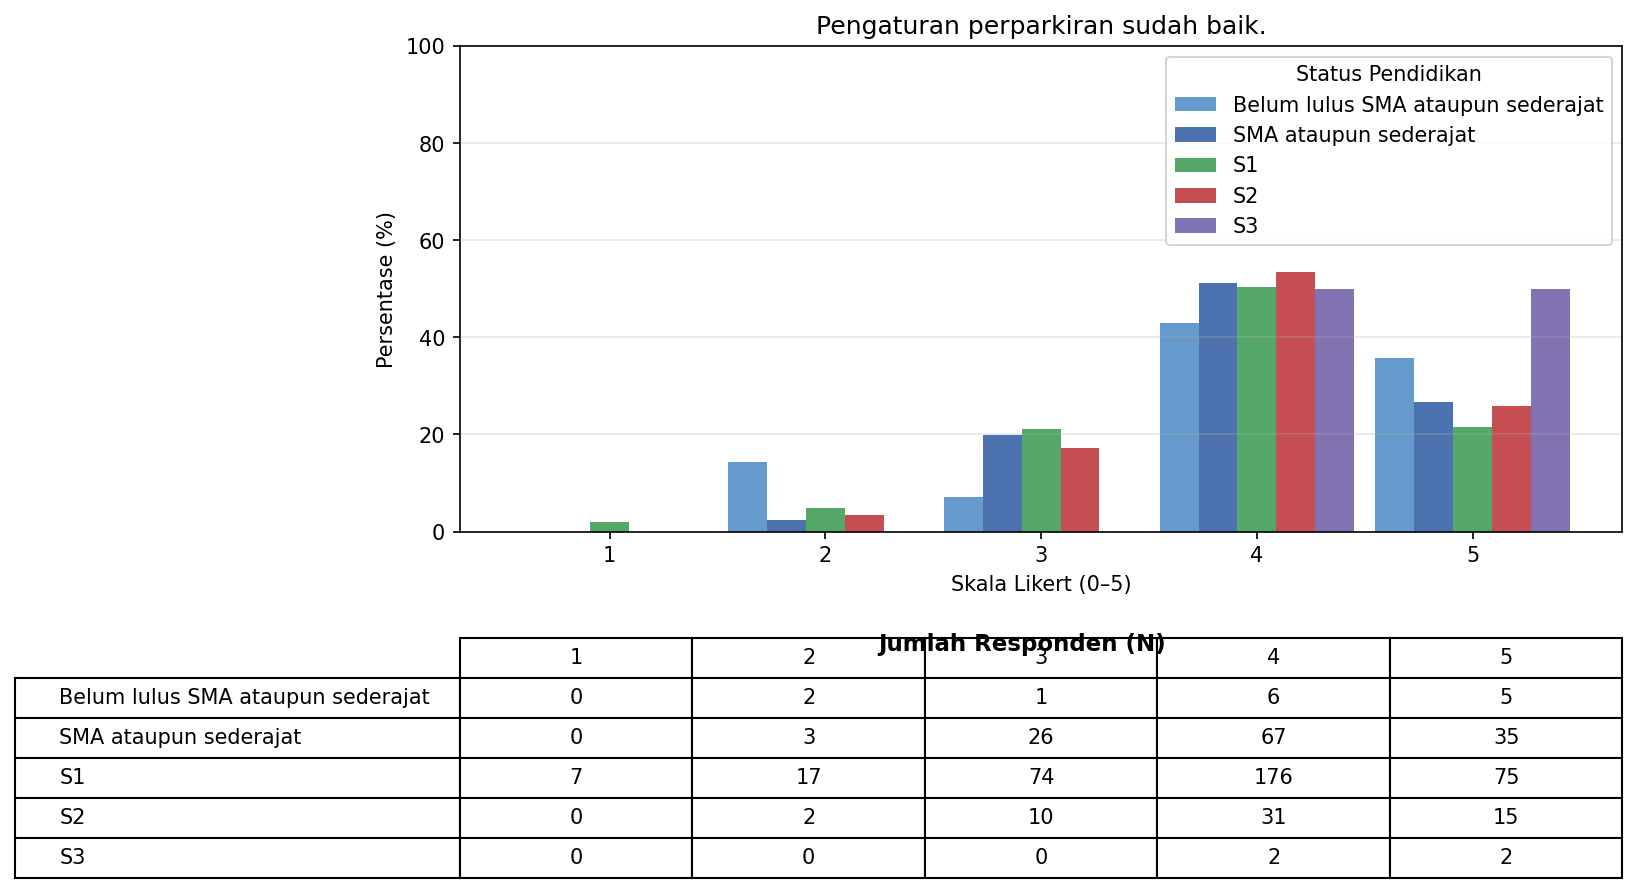 Pengaturan perparkiran sudah baik.
100
80
60
40
20
0
Persentase (%)
Status Pendidikan
Belum lulus SMA ataupun sederajat
SMA ataupun sederajat
S1
S2
S3
1 2 3 4 5
Skala Likert (0–5)
Jumlah Responden (N)
1 2 3 4 5
Belum lulus SMA ataupun sederajat 0 2 1 6 5
SMA ataupun sederajat 0 3 26 67 35
S1 7 17 74 176 75
S2 0 2 10 31 15
S3 0 0 0 2 2